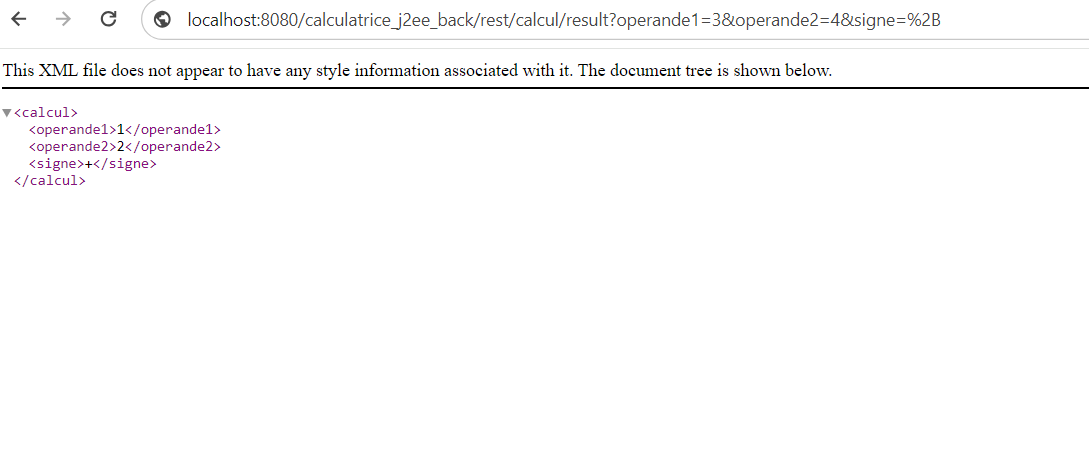 localhost:8080/calculatrice_j2ee_back/rest/calcul/result?operande1=3&operande2=4&signe=%2B
This XML file does not appear to have any style information associated with it. The document tree is shown below.
▼<calcul>
<operande1>1</operande1>
<operande2>2</operande2>
<signe>+</signe>
</calcul>